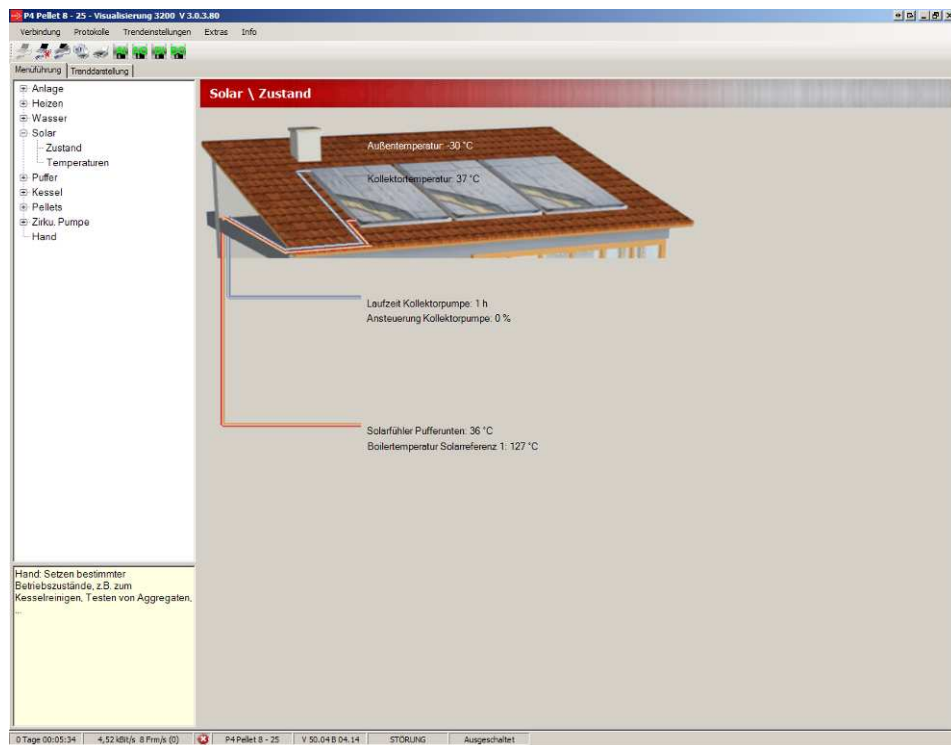 P4 Pellet 8 - 25 - Visualisierung 3200 V 3.0.3.80
Verbindung Protokolle Trendeinstellungen Extras Info
Menüführung Trenddarstellung
Anlage
Heizen
Wasser
Solar
Zustand
Temperaturen
Puffer
Kessel
Pellets
Zirku. Pumpe
Hand
Solar \ Zustand
Außentemperatur: -30 °C
Kollektortemperatur: 37 °C
Laufzeit Kollektorpumpe: 1 h
Ansteuerung Kollektorpumpe: 0 %
Solarfühler Pufferunten: 36 °C
Boilertemperatur Solarreferenz 1: 127 °C
Hand: Setzen bestimmter
Betriebszustände, z.B. zum
Kesselreinigen, Testen von Aggregaten,
...
0 Tage 00:05:34 4,52 kBit/s 8 Frm/s (0) P4 Pellet 8 - 25 V 50.04 B 04.14 STÖRUNG Ausgeschaltet